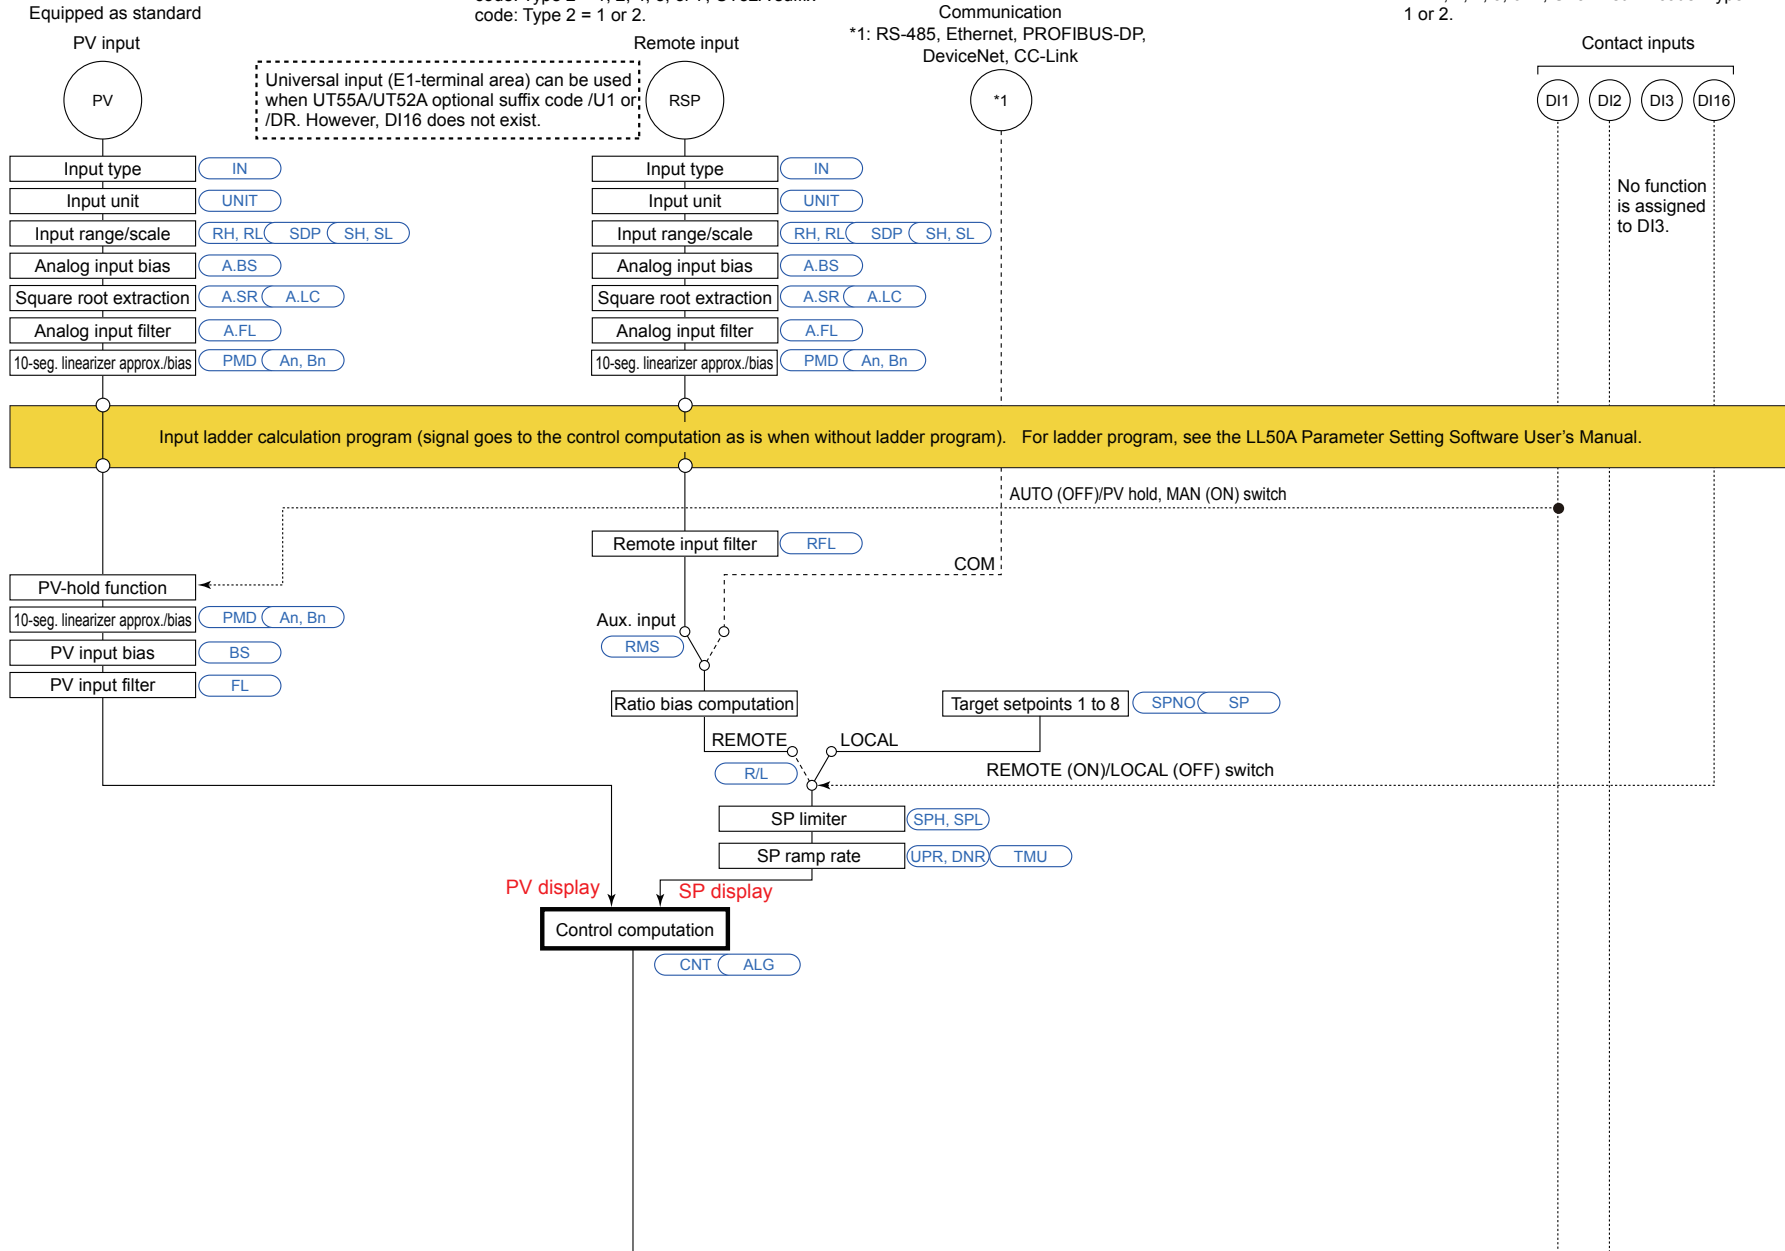 Equipped as standard
code: Type 2 = 1 or 2.
Communication
*1: RS-485, Ethernet, PROFIBUS-DP,
DeviceNet, CC-Link
1 or 2.
PV input
Remote input
Contact inputs
Universal input (E1-terminal area) can be used
when UT55A/UT52A optional suffix code /U1 or
/DR. However, DI16 does not exist.
PV
RSP
*1
DI1
DI2
DI3
DI16
No function
is assigned
to DI3.
Input type
IN
Input unit
UNIT
Input range/scale
RH, RL
SDP
SH, SL
Analog input bias
A.BS
Square root extraction
A.SR
A.LC
Analog input filter
A.FL
10-seg. linearizer approx./bias
PMD
An, Bn
Input type
IN
Input unit
UNIT
Input range/scale
RH, RL
SDP
SH, SL
Analog input bias
A.BS
Square root extraction
A.SR
A.LC
Analog input filter
A.FL
10-seg. linearizer approx./bias
PMD
An, Bn
Input ladder calculation program (signal goes to the control computation as is when without ladder program). For ladder program, see the LL50A Parameter Setting Software User's Manual.
AUTO (OFF)/PV hold, MAN (ON) switch
Remote input filter
RFL
COM
PV-hold function
10-seg. linearizer approx./bias
PMD
An, Bn
PV input bias
BS
PV input filter
FL
Aux. input
RMS
Ratio bias computation
Target setpoints 1 to 8
SPNO
SP
REMOTE
LOCAL
R/L
REMOTE (ON)/LOCAL (OFF) switch
SP limiter
SPH, SPL
SP ramp rate
UPR, DNR
TMU
PV display
SP display
Control computation
CNT
ALG